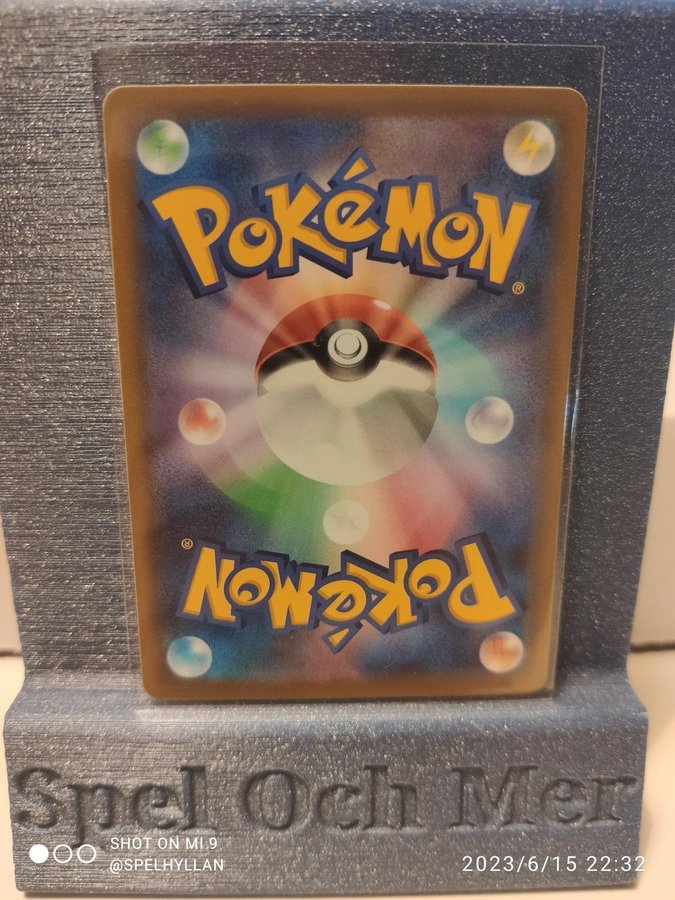 POKéMON
®
®
POKéMON
Spel Och Mer
SHOT ON MI 9
@SPELHYLLAN
2023/6/15 22:32